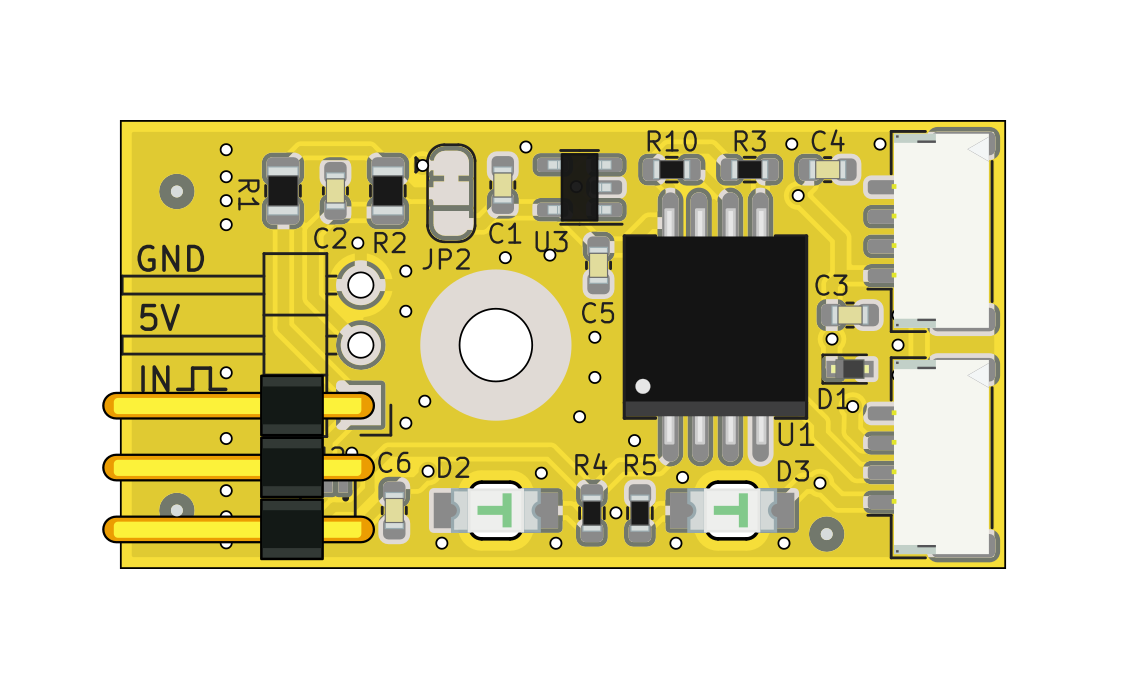 R10 R3 C4
R1
C2 R2 JP2 C1 U3
GND
C3
C5
5V
IN
D1
U1
C6 D2 R4 R5 D3
T T